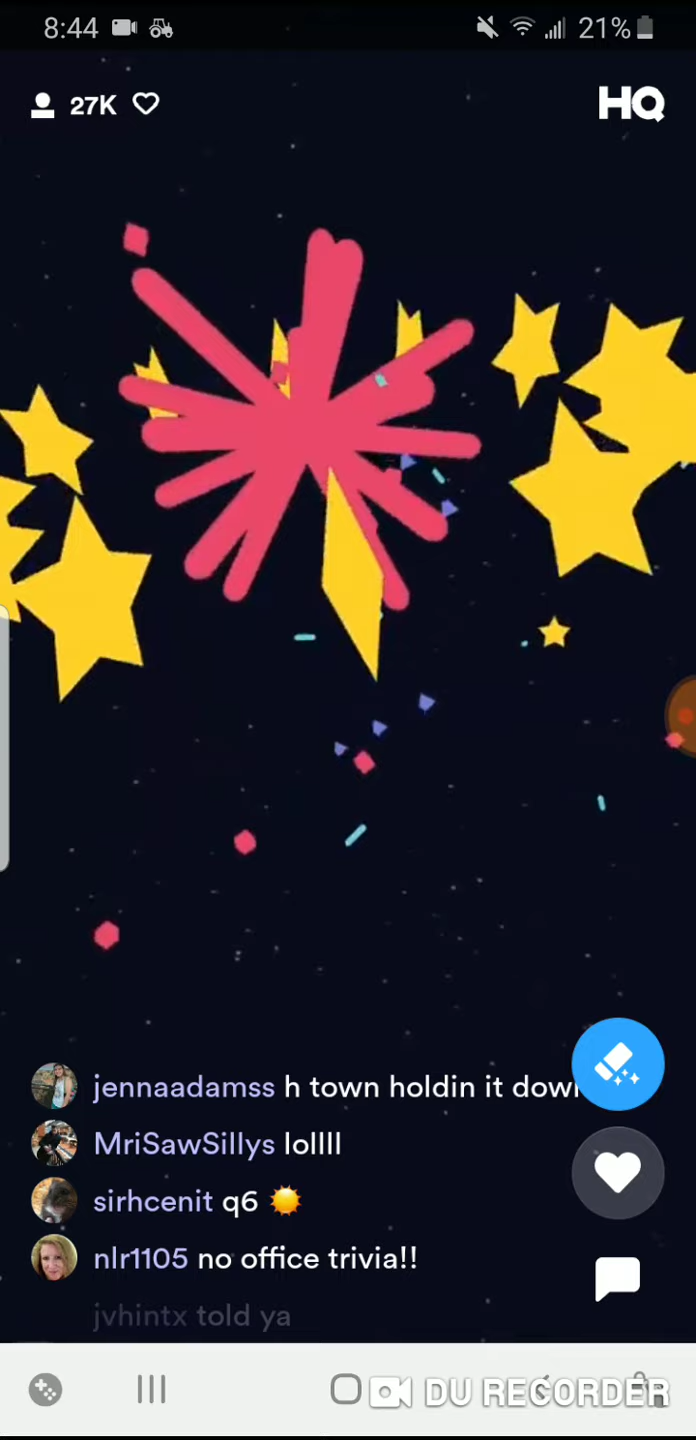 8:44 21%
27K HQ
jennaadamss h town holdin it down
MriSawSillys lollll
sirhcenit q6 ☀️
nlr1105 no office trivia!!
jvhintx told ya
DU RECORDER